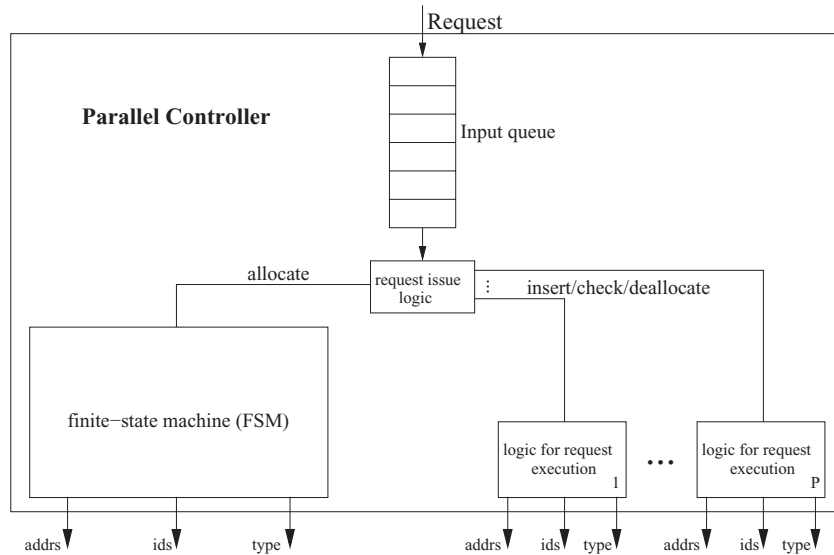 Request
Parallel Controller
Input queue
allocate
request issue
logic
⋮
insert/check/deallocate
finite−state machine (FSM)
logic for request
execution
1
...
logic for request
execution
P
addrs
ids
type
addrs
ids
type
addrs
ids
type